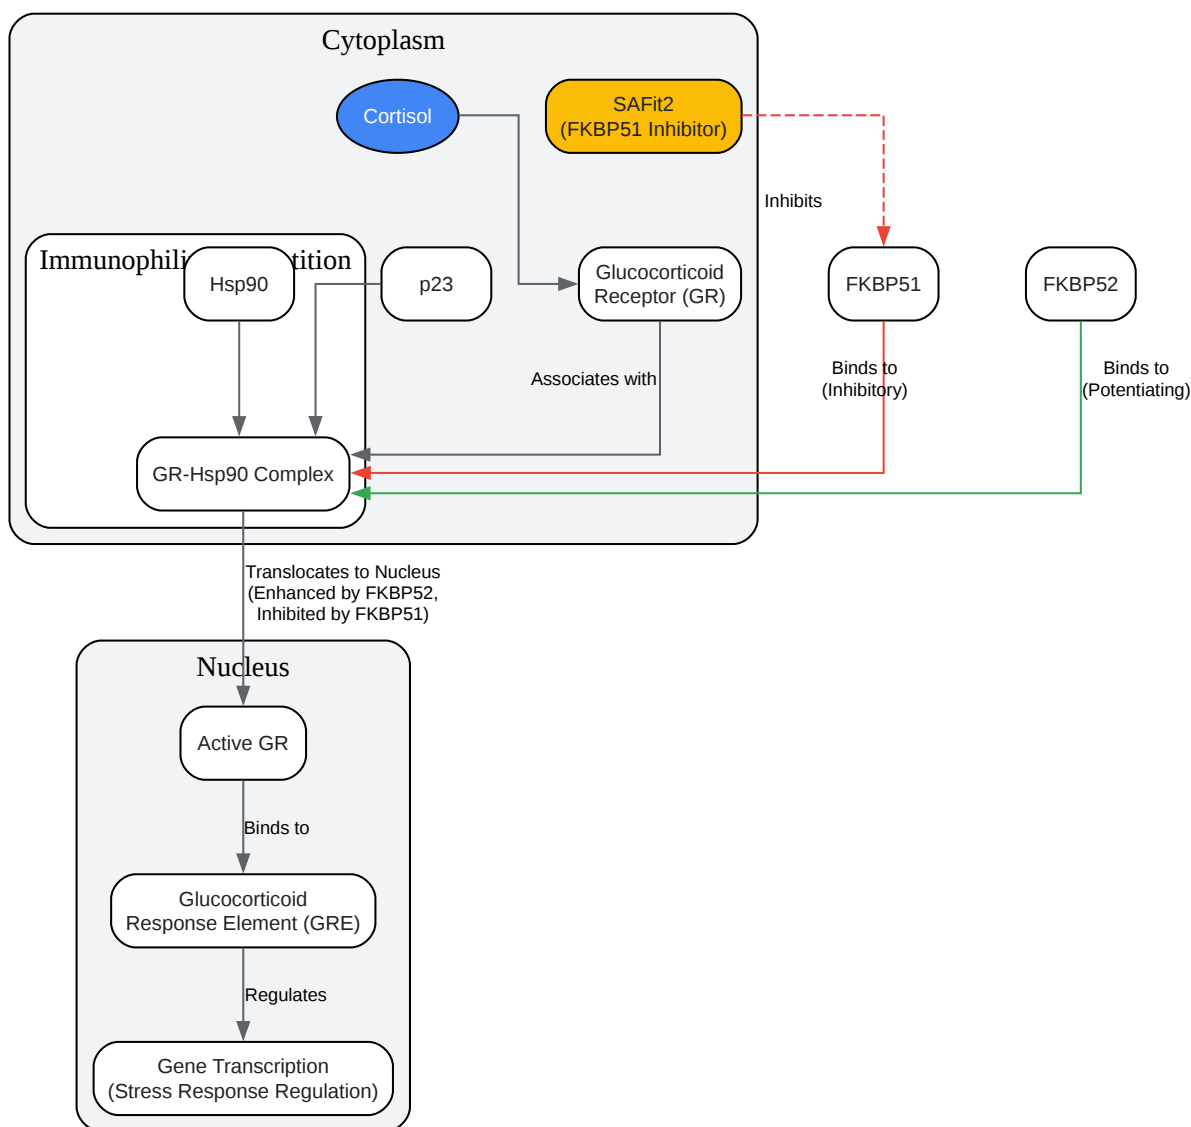 Cytoplasm
Cortisol
SAFit2
(FKBP51 Inhibitor)
Inhibits
Immunophili
tition
Hsp90
p23
Glucocorticoid
Receptor (GR)
FKBP51
FKBP52
Associates with
Binds to
(Inhibitory)
Binds to
(Potentiating)
GR-Hsp90 Complex
Translocates to Nucleus
(Enhanced by FKBP52,
Inhibited by FKBP51)
Nucleus
Active GR
Binds to
Glucocorticoid
Response Element (GRE)
Regulates
Gene Transcription
(Stress Response Regulation)